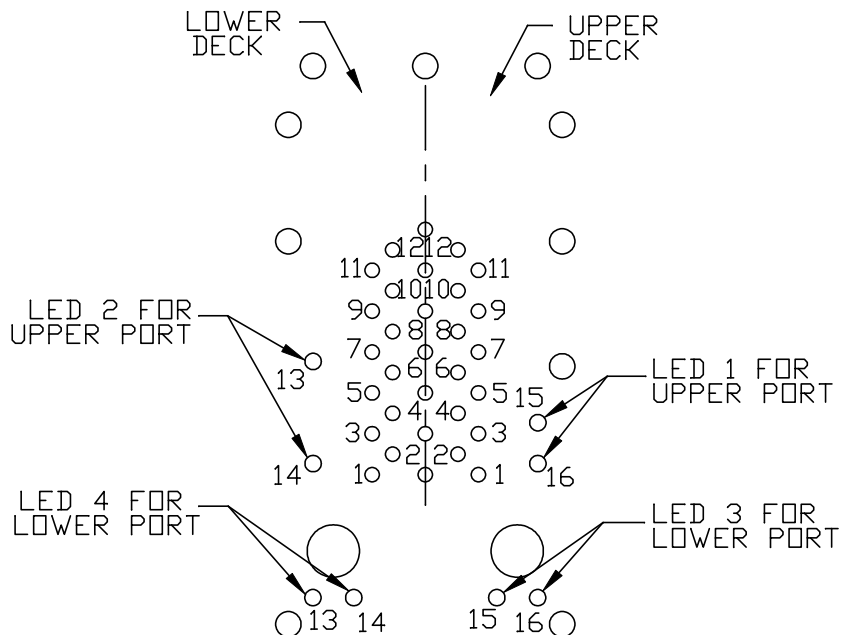 LOWER
DECK
UPPER
DECK
12 12
11 11
10 10
9 9
8 8
LED 2 FOR
UPPER PORT
7 7
13
6 6
LED 1 FOR
UPPER PORT
5 5
15
4 4
3 3
2 2
14
1 1
16
LED 4 FOR
LOWER PORT
LED 3 FOR
LOWER PORT
13 14 15 16